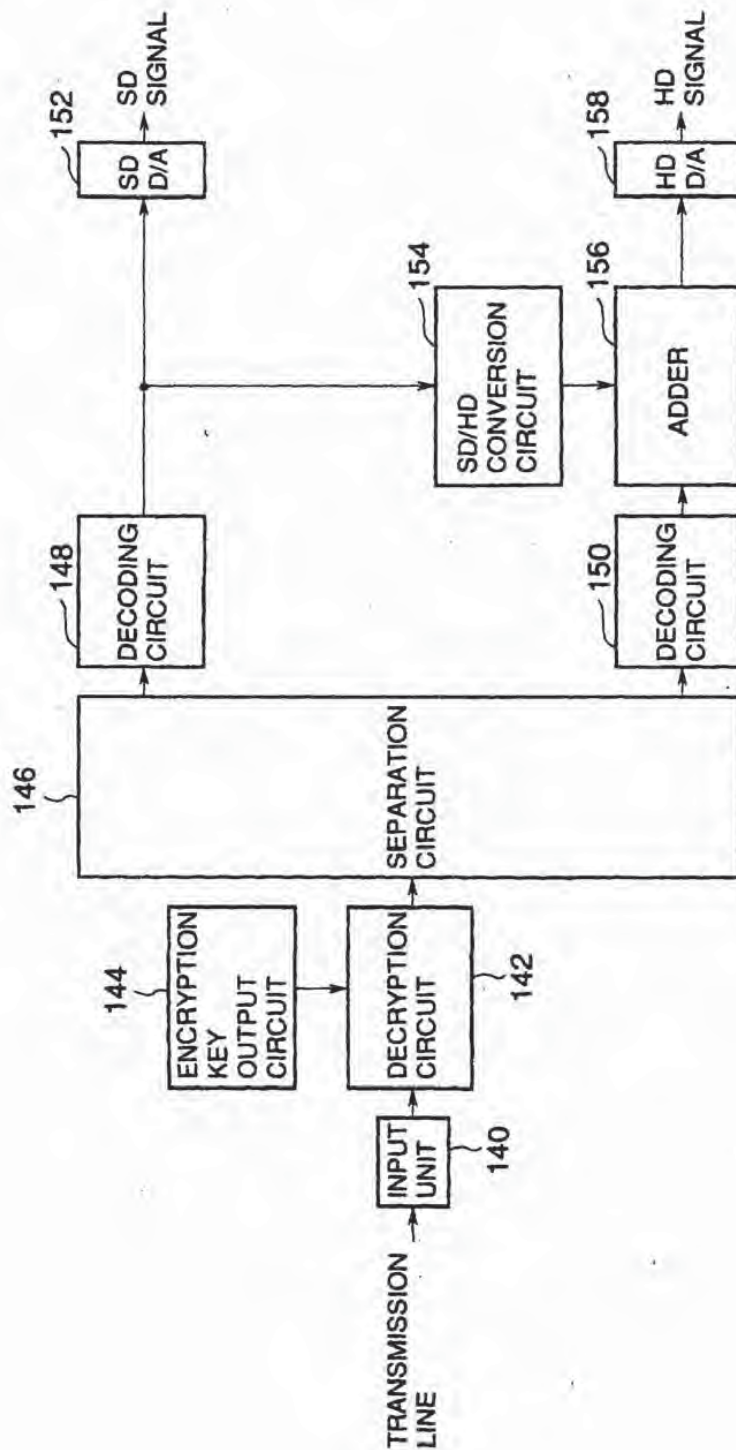 TRANSMISSION
LINE
INPUT
UNIT
140
ENCRYPTION
KEY
OUTPUT
CIRCUIT
144
DECRYPTION
CIRCUIT
142
SEPARATION
CIRCUIT
146
DECODING
CIRCUIT
148
SD
D/A
152
SD
SIGNAL
SD/HD
CONVERSION
CIRCUIT
154
DECODING
CIRCUIT
150
ADDER
156
HD
D/A
158
HD
SIGNAL